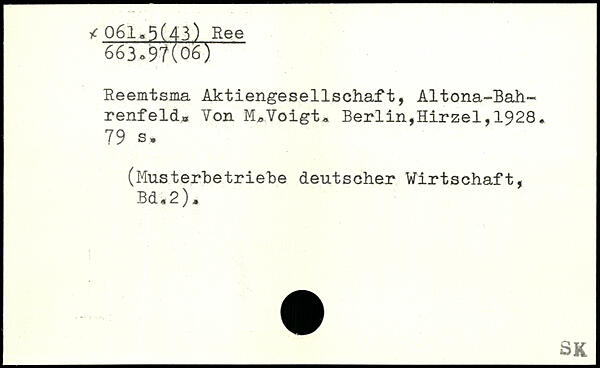 x 061.5(43) Ree
663.97(06)
Reemtsma Aktiengesellschaft, Altona-Bah-
renfeld. Von M.Voigt. Berlin,Hirzel,1928.
79 s.
(Musterbetriebe deutscher Wirtschaft,
Bd.2).
SK